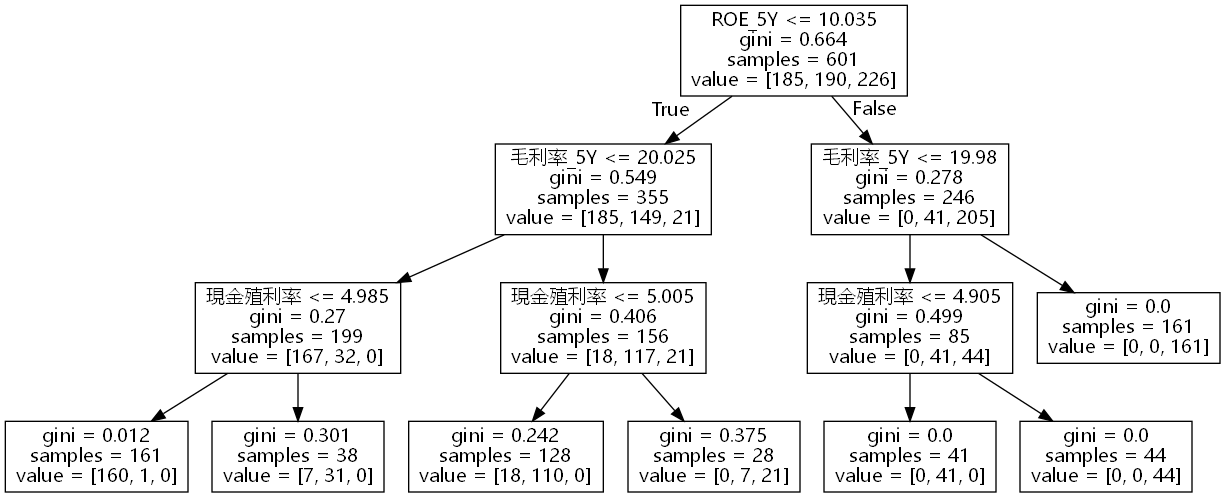 ROE_5Y <= 10.035
gini = 0.664
samples = 601
value = [185, 190, 226]
True
False
毛利率_5Y <= 20.025
gini = 0.549
samples = 355
value = [185, 149, 21]
毛利率_5Y <= 19.98
gini = 0.278
samples = 246
value = [0, 41, 205]
現金殖利率 <= 4.985
gini = 0.27
samples = 199
value = [167, 32, 0]
現金殖利率 <= 5.005
gini = 0.406
samples = 156
value = [18, 117, 21]
現金殖利率 <= 4.905
gini = 0.499
samples = 85
value = [0, 41, 44]
gini = 0.0
samples = 161
value = [0, 0, 161]
gini = 0.012
samples = 161
value = [160, 1, 0]
gini = 0.301
samples = 38
value = [7, 31, 0]
gini = 0.242
samples = 128
value = [18, 110, 0]
gini = 0.375
samples = 28
value = [0, 7, 21]
gini = 0.0
samples = 41
value = [0, 41, 0]
gini = 0.0
samples = 44
value = [0, 0, 44]